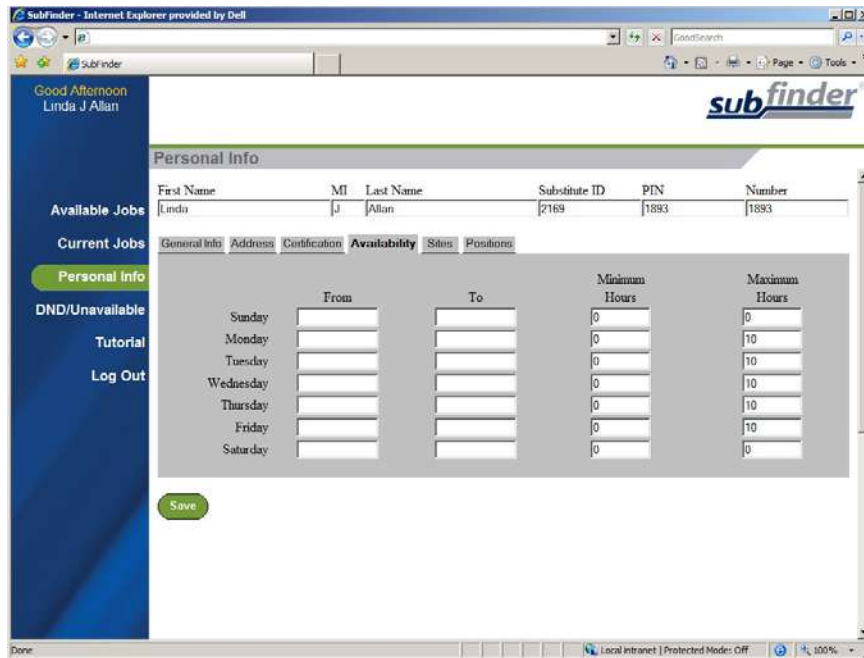 SubFinder - Internet Explorer provided by Dell
GoodSearch
SubFinder
Page
Tools
Good Afternoon
Linda J Allan
subfinder
Personal Info
First Name MI Last Name Substitute ID PIN Number
Linda J Allan 2169 1893 1893
Available Jobs
Current Jobs
Personal Info
DND/Unavailable
Tutorial
Log Out
General Info Address Certification Availability Sites Positions
From To Minimum Hours Maximum Hours
Sunday 0 0
Monday 0 10
Tuesday 0 10
Wednesday 0 10
Thursday 0 10
Friday 0 10
Saturday 0 0
Save
Done
Local intranet | Protected Mode: Off
100%